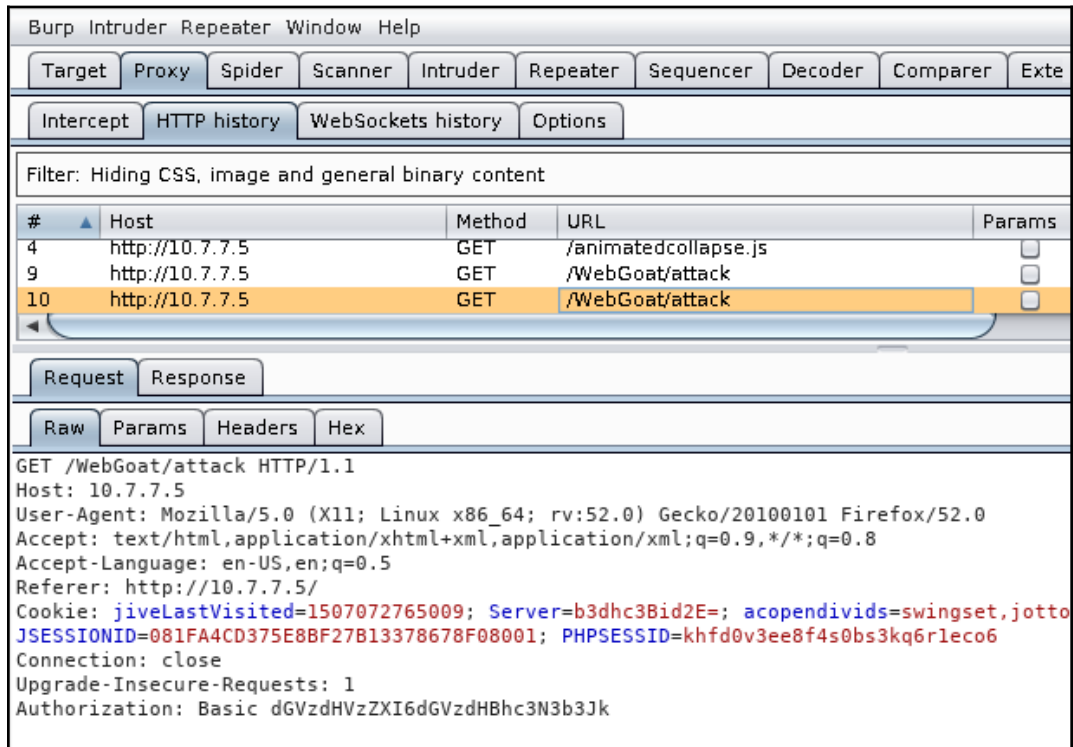 Burp Intruder Repeater Window Help
Target Proxy Spider Scanner Intruder Repeater Sequencer Decoder Comparer Exte
Intercept HTTP history WebSockets history Options
Filter: Hiding CSS, image and general binary content
# Host Method URL Params
4 http://10.7.7.5 GET /animatedcollapse.js
9 http://10.7.7.5 GET /WebGoat/attack
10 http://10.7.7.5 GET /WebGoat/attack
Request Response
Raw Params Headers Hex
GET /WebGoat/attack HTTP/1.1
Host: 10.7.7.5
User-Agent: Mozilla/5.0 (X11; Linux x86_64; rv:52.0) Gecko/20100101 Firefox/52.0
Accept: text/html,application/xhtml+xml,application/xml;q=0.9,*/*;q=0.8
Accept-Language: en-US,en;q=0.5
Referer: http://10.7.7.5/
Cookie: jiveLastVisited=1507072765009; Server=b3dhc3Bid2E=; acopendivids=swingset,jotto
JSESSIONID=081FA4CD375E8BF27B13378678F08001; PHPSESSID=khfd0v3ee8f4s0bs3kq6r1eco6
Connection: close
Upgrade-Insecure-Requests: 1
Authorization: Basic dGVzdHVzZXI6dGVzdHBhc3N3b3Jk